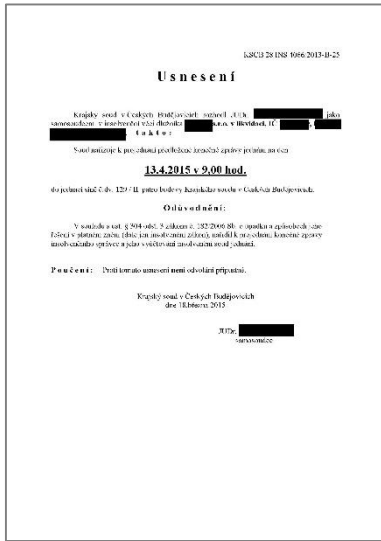 KSCB 28 INS 4066/2013-B-25
Usnesení
Krajský soud v Českých Budějovicích rozhodl JUDr. jako
samosoudcem v insolvenční věci dlužníka s.r.o. v likvidaci, IČ
, takto:
Soud nařizuje k projednání předložené konečné zprávy jednání na den
13.4.2015 v 9,00 hod.
do jednací síně č. dv. 129 / II. patro budovy Krajského soudu v Českých Budějovicích.
Odůvodnění:
V souladu s ust. § 304 odst. 3 zákona č. 182/2006 Sb. o úpadku a způsobech jeho
řešení v platném znění (dále jen insolvenční zákon), nařídil k projednání konečné zprávy
insolvenčního správce a jeho vyúčtování insolvenční soud jednání.
Poučení: Proti tomuto usnesení není odvolání přípustné.
Krajský soud v Českých Budějovicích
dne 18.března 2015
JUDr.
samosoudce